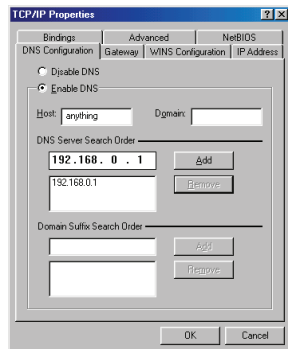 TCP/IP Properties
Bindings Advanced NetBIOS
DNS Configuration Gateway WINS Configuration IP Address
Disable DNS
Enable DNS
Host: anything Domain:
DNS Server Search Order
192.168. 0 . 1 Add
192.168.0.1 Remove
Domain Suffix Search Order
Add
Remove
OK Cancel